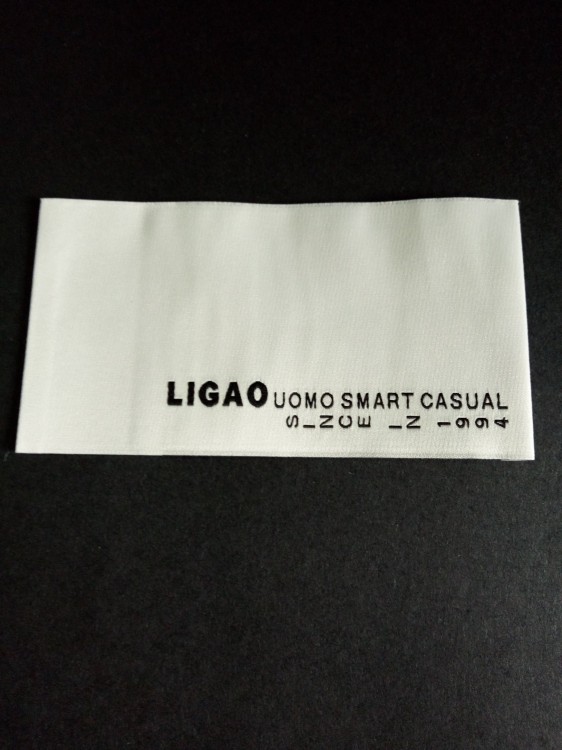 LIGAO UOMO SMART CASUAL
SINCE IN 1994